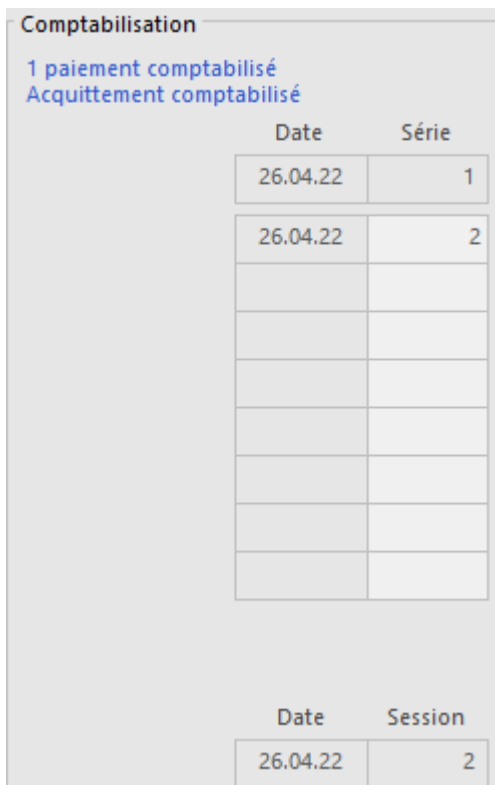 Comptabilisation
1 paiement comptabilisé
Acquittement comptabilisé
Date Série
26.04.22 1
26.04.22 2
Date Session
26.04.22 2